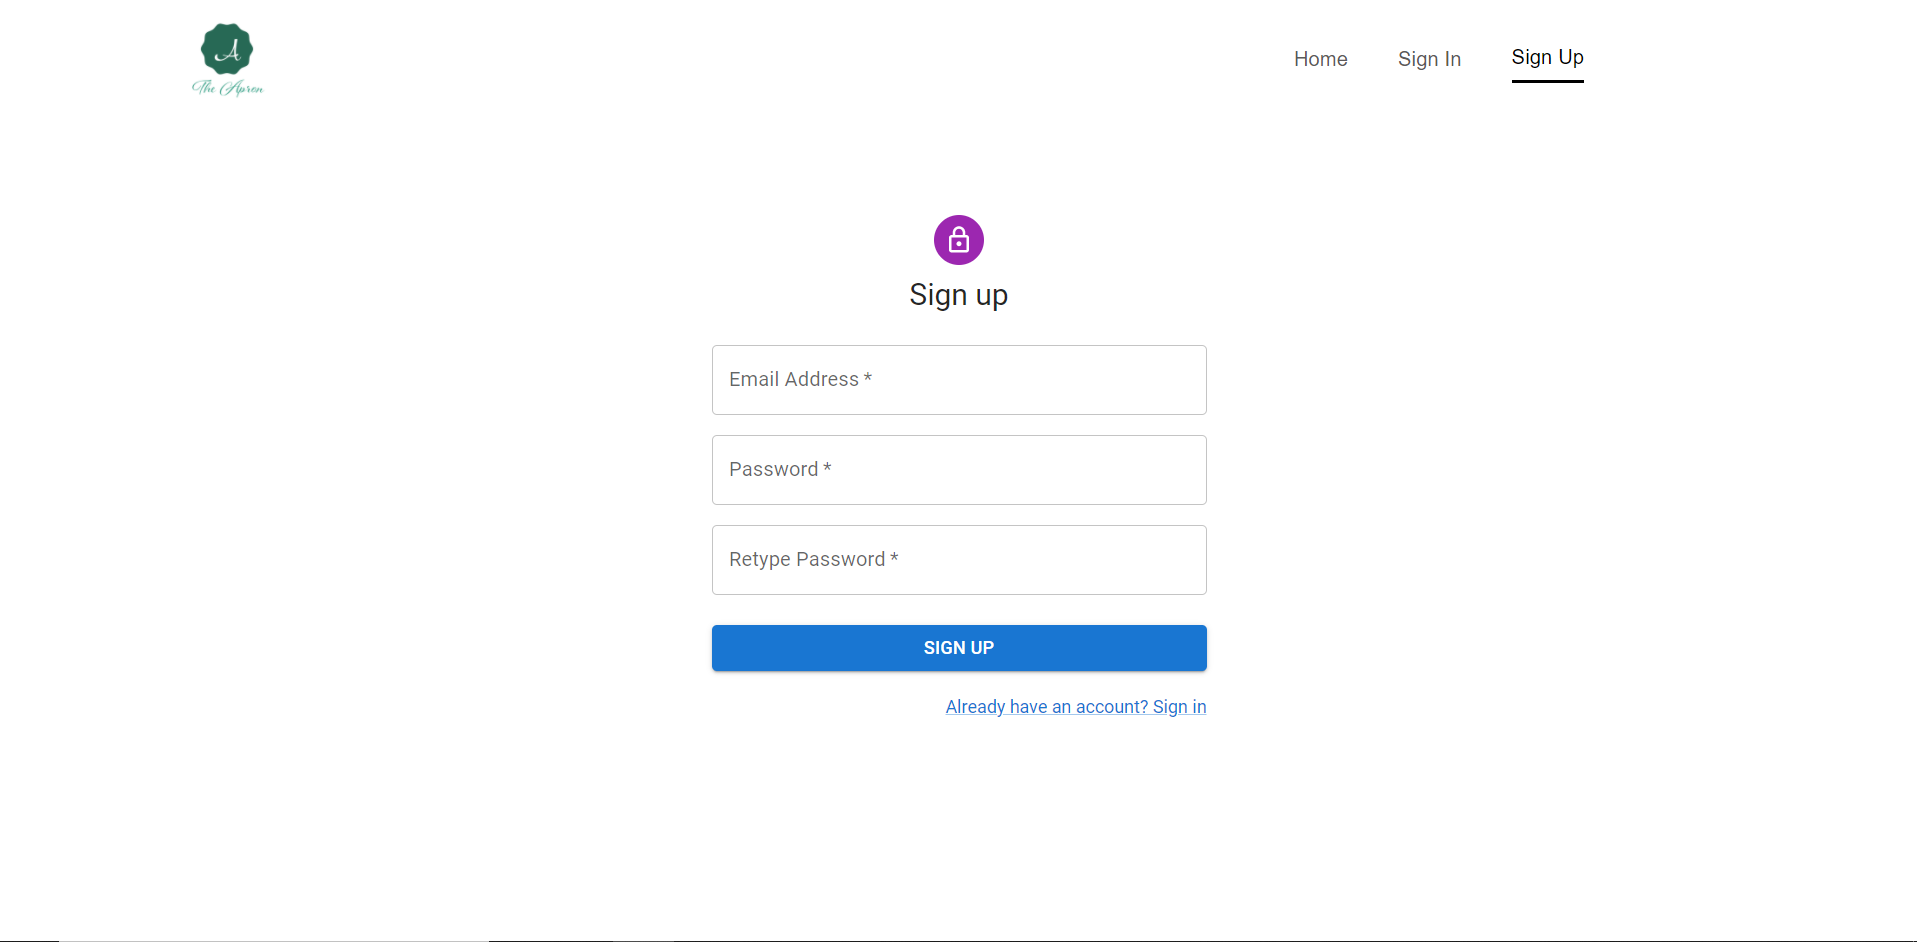 A
The Apron
Home
Sign In
Sign Up
Sign up
Email Address *
Password *
Retype Password *
SIGN UP
Already have an account? Sign in